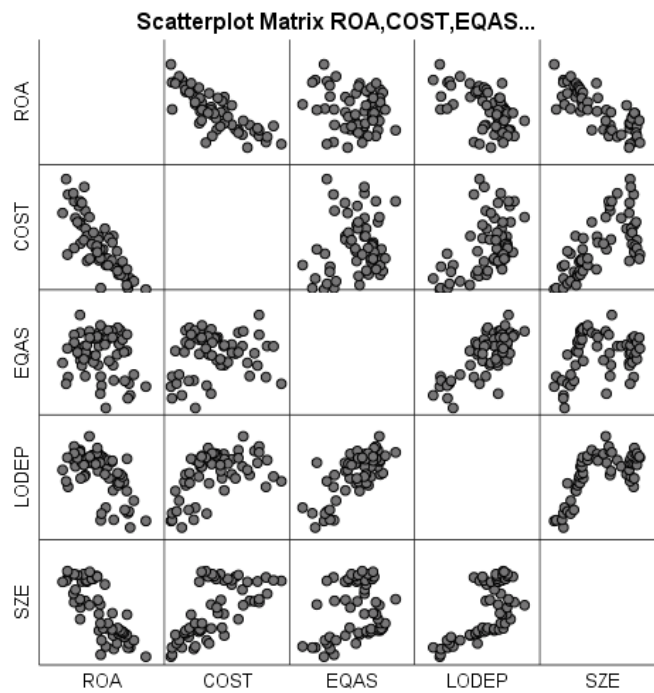 Scatterplot Matrix ROA,COST,EQAS...
ROA
COST
EQAS
LODEP
SZE
ROA COST EQAS LODEP SZE